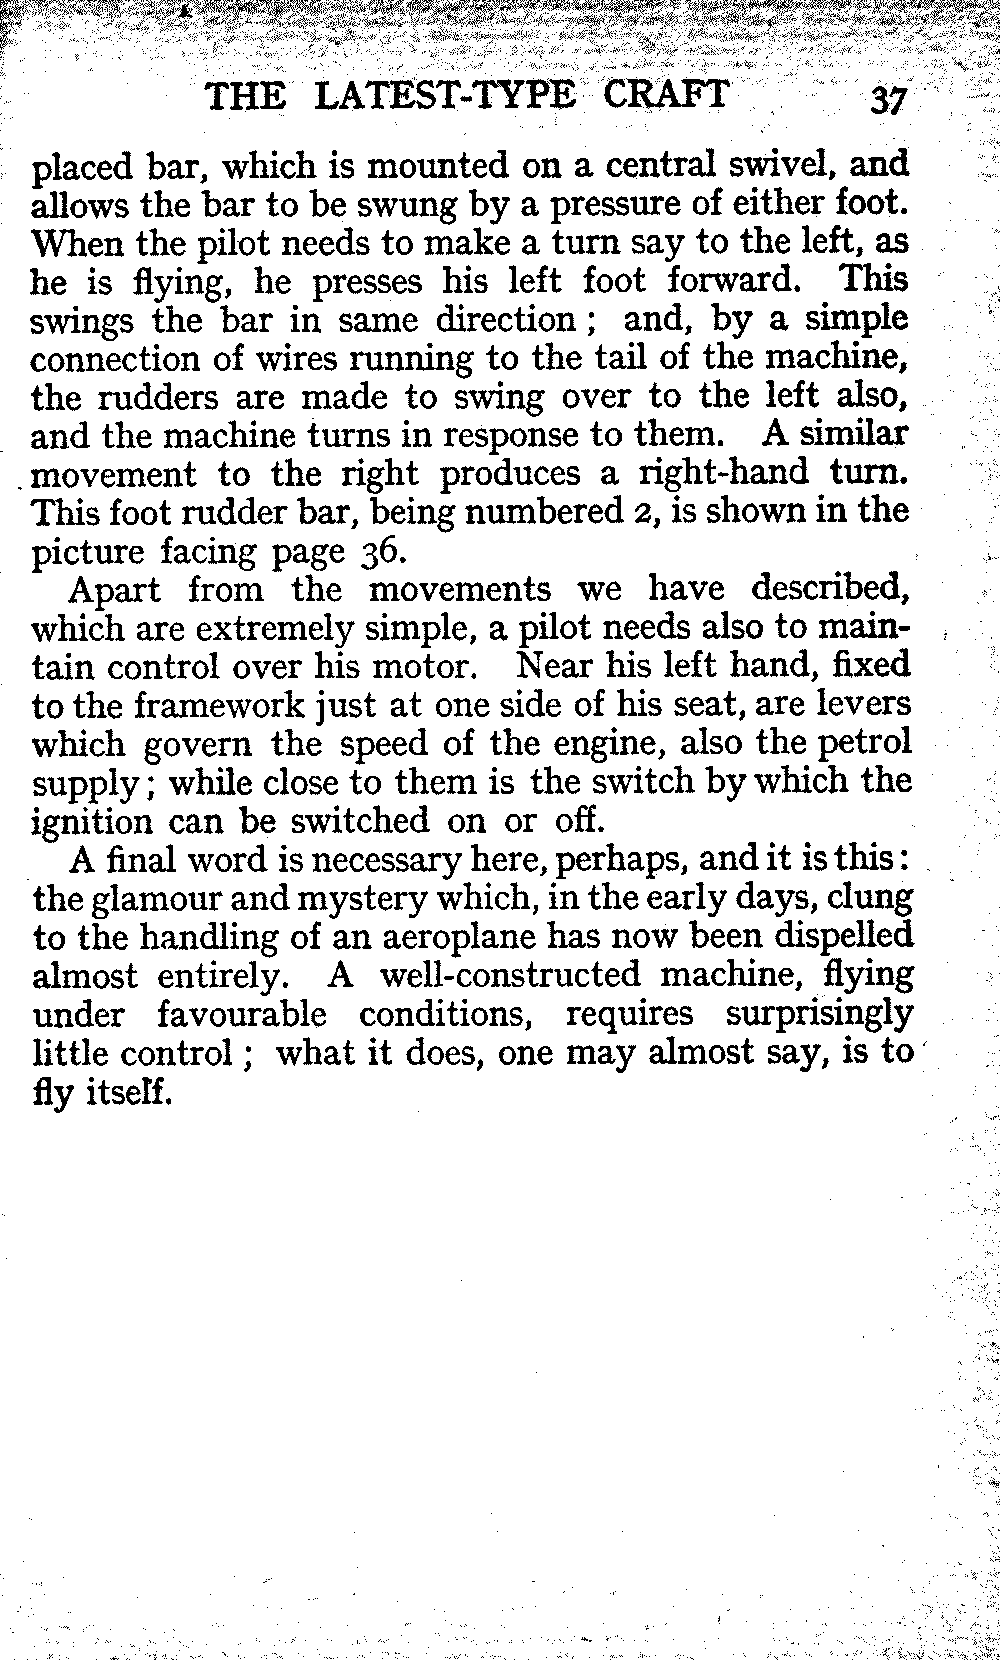 THE LATEST-TYPE CRAFT 37
placed bar, which is mounted on a central swivel, and
allows the bar to be swung by a pressure of either foot.
When the pilot needs to make a turn say to the left, as
he is flying, he presses his left foot forward. This
swings the bar in same direction ; and, by a simple
connection of wires running to the tail of the machine,
the rudders are made to swing over to the left also,
and the machine turns in response to them. A similar
movement to the right produces a right-hand turn.
This foot rudder bar, being numbered 2, is shown in the
picture facing page 36.
Apart from the movements we have described,
which are extremely simple, a pilot needs also to main-
tain control over his motor. Near his left hand, fixed
to the framework just at one side of his seat, are levers
which govern the speed of the engine, also the petrol
supply ; while close to them is the switch by which the
ignition can be switched on or off.
A final word is necessary here, perhaps, and it is this :
the glamour and mystery which, in the early days, clung
to the handling of an aeroplane has now been dispelled
almost entirely. A well-constructed machine, flying
under favourable conditions, requires surprisingly
little control ; what it does, one may almost say, is to
fly itself.